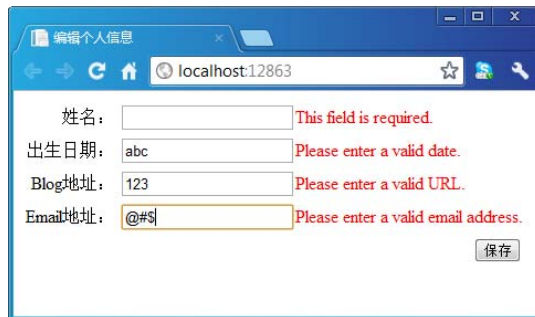 编辑个人信息
localhost:12863
姓名： This field is required.
出生日期： abc Please enter a valid date.
Blog地址： 123 Please enter a valid URL.
Email地址： @#$ Please enter a valid email address.
保存